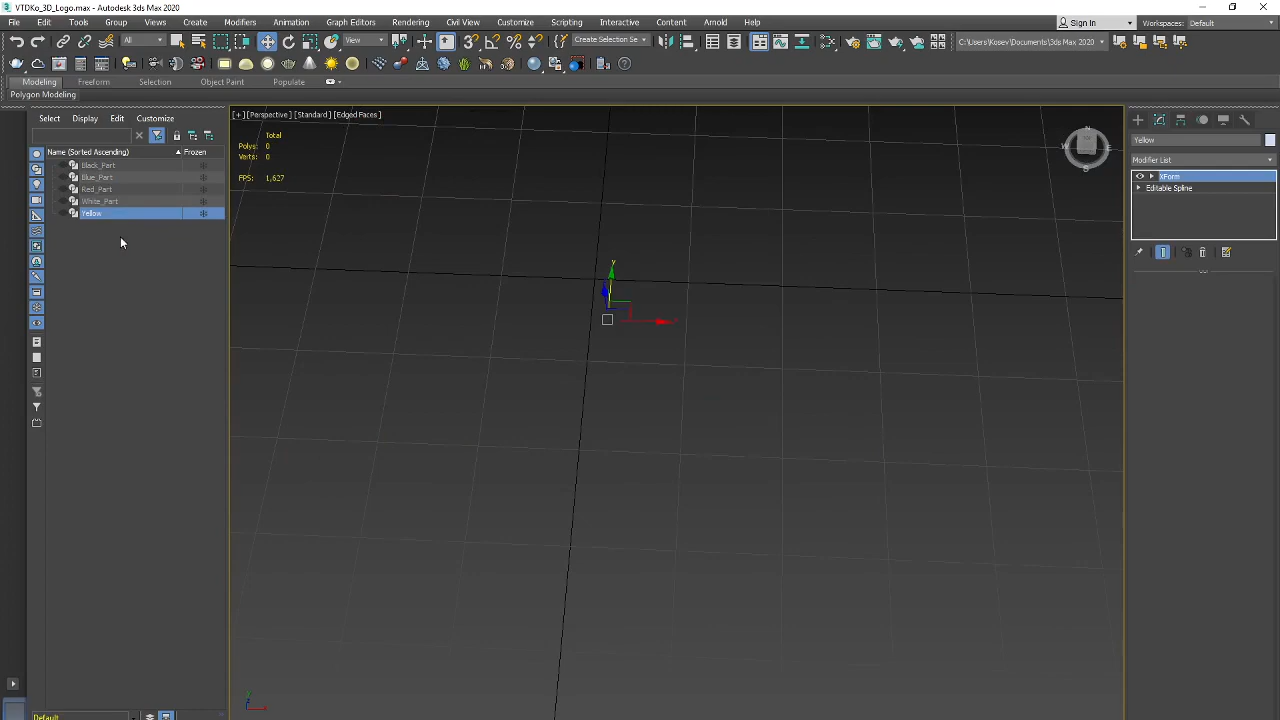 VTDKo_3D_Logo.max - Autodesk 3ds Max 2020
File Edit Tools Group Views Create Modifiers Animation Graph Editors Rendering Civil View Customize Scripting Interactive Content Arnold Help
Sign In Workspaces: Default
All View Create Selection Se C:\Users\Kosev\Documents\3ds Max 2020
Modeling Freeform Selection Object Paint Populate
Polygon Modeling
Select Display Edit Customize
Name (Sorted Ascending) Frozen
Black_Part
Blue_Part
Red_Part
White_Part
Yellow
Default
[+] [Perspective] [Standard] [Edged Faces]
Total
Polys: 0
Verts: 0
FPS: 1,627
N
W E
S
y
x
Yellow
Modifier List
XForm
Editable Spline